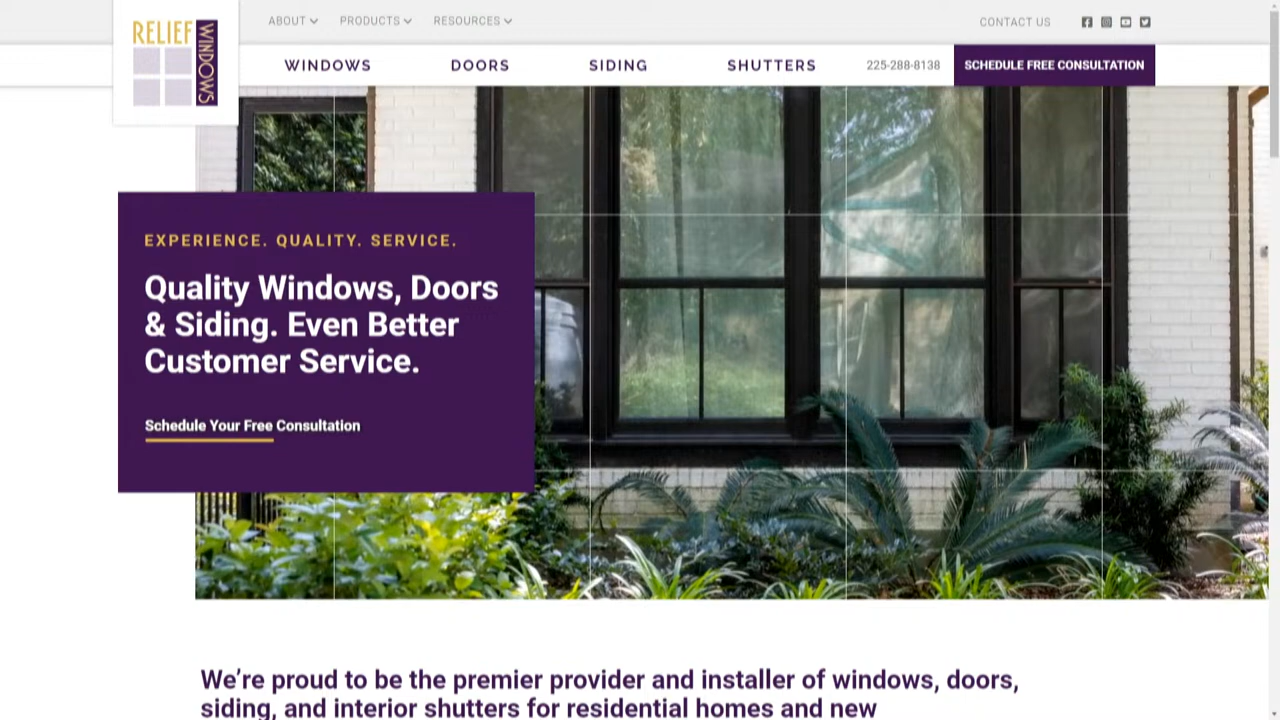 ABOUT
PRODUCTS
RESOURCES
CONTACT US
RELIEF
WINDOWS
WINDOWS
DOORS
SIDING
SHUTTERS
225-288-8138
SCHEDULE FREE CONSULTATION
EXPERIENCE. QUALITY. SERVICE.
Quality Windows, Doors
& Siding. Even Better
Customer Service.
Schedule Your Free Consultation
We’re proud to be the premier provider and installer of windows, doors,
siding, and interior shutters for residential homes and new